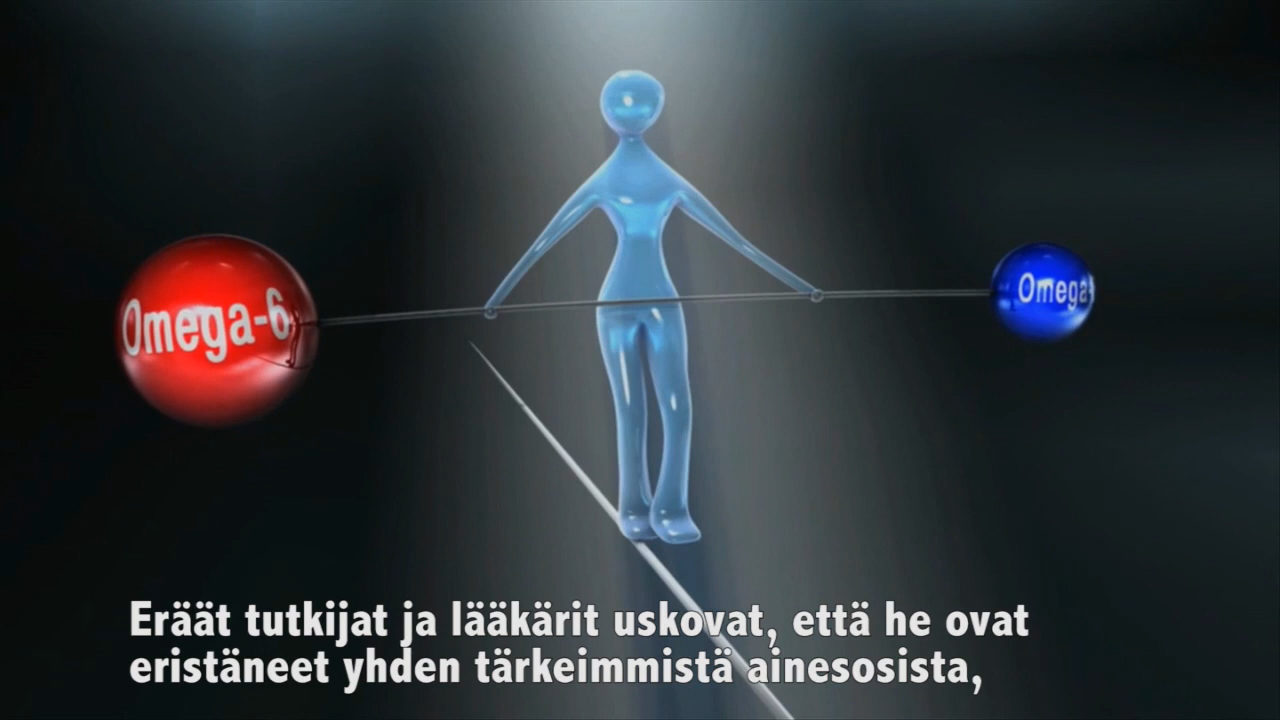 Omega-6
Omega
Eräät tutkijat ja lääkärit uskovat, että he ovat
eristäneet yhden tärkeimmistä ainesosista,